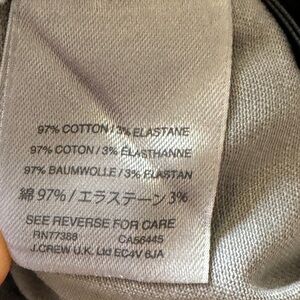 97% COTTON / 3% ELASTANE
97% COTON / 3% ÉLASTHANNE
97% BAUMWOLLE / 3% ELASTAN
綿 97% / エラステーン 3%
SEE REVERSE FOR CARE
RN77388 CA56445
J.CREW U.K. Ltd EC4V 6JA